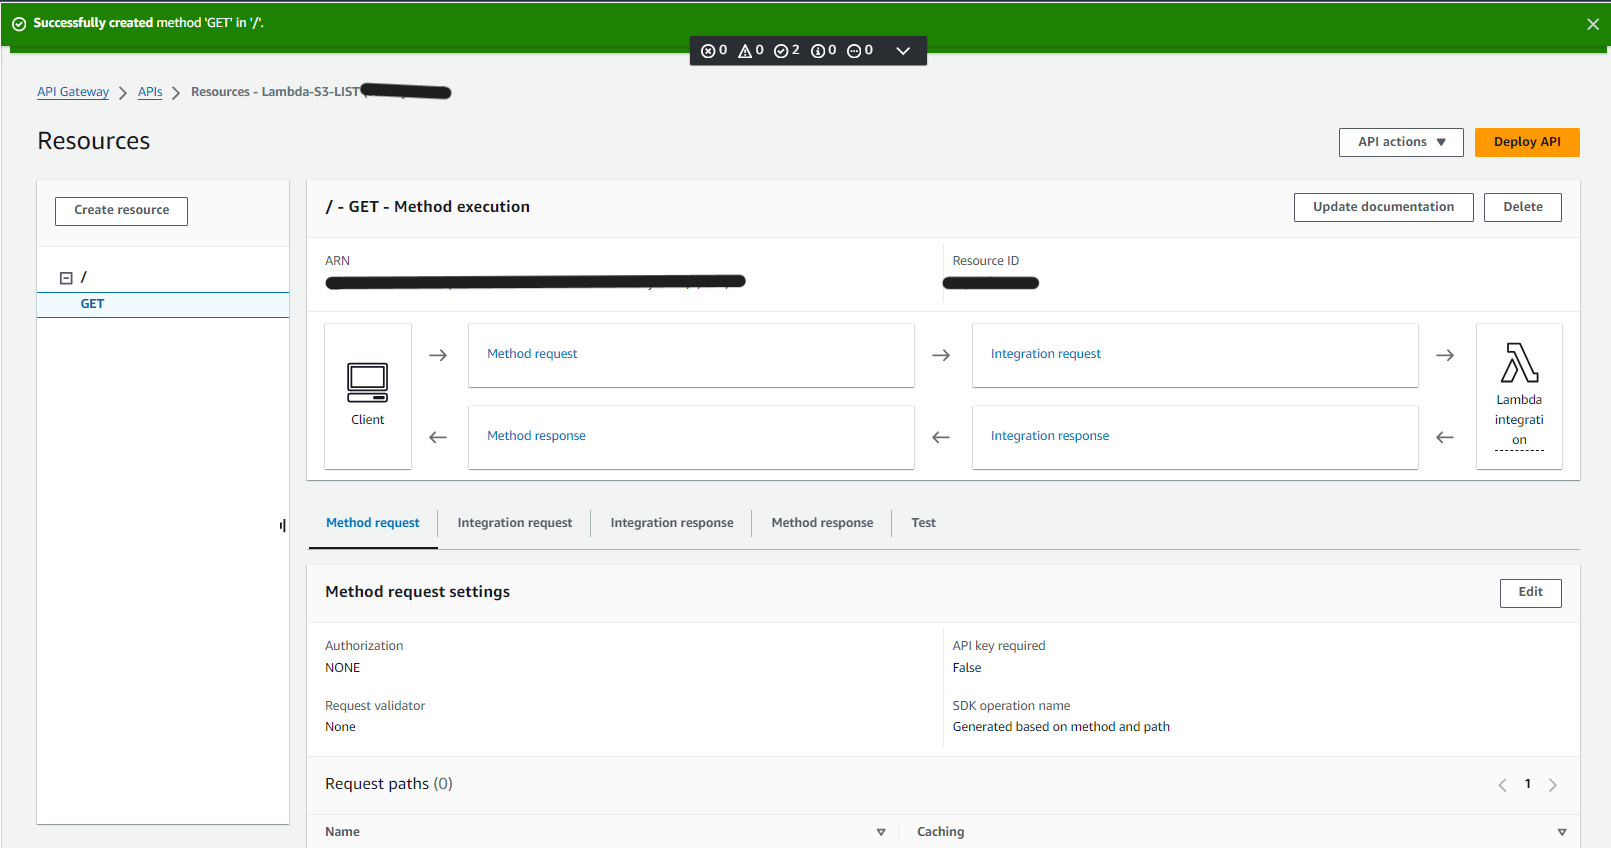 Successfully created method 'GET' in '/'.
0 0 2 0 0
API Gateway APIs Resources - Lambda-S3-LIST
Resources
API actions Deploy API
Create resource
/
GET
/ - GET - Method execution
Update documentation Delete
ARN
Resource ID
Client
Method request
Integration request
Method response
Integration response
Lambda
integrati
on
Method request Integration request Integration response Method response Test
Method request settings
Edit
Authorization
NONE
API key required
False
Request validator
None
SDK operation name
Generated based on method and path
Request paths (0)
1
Name
Caching